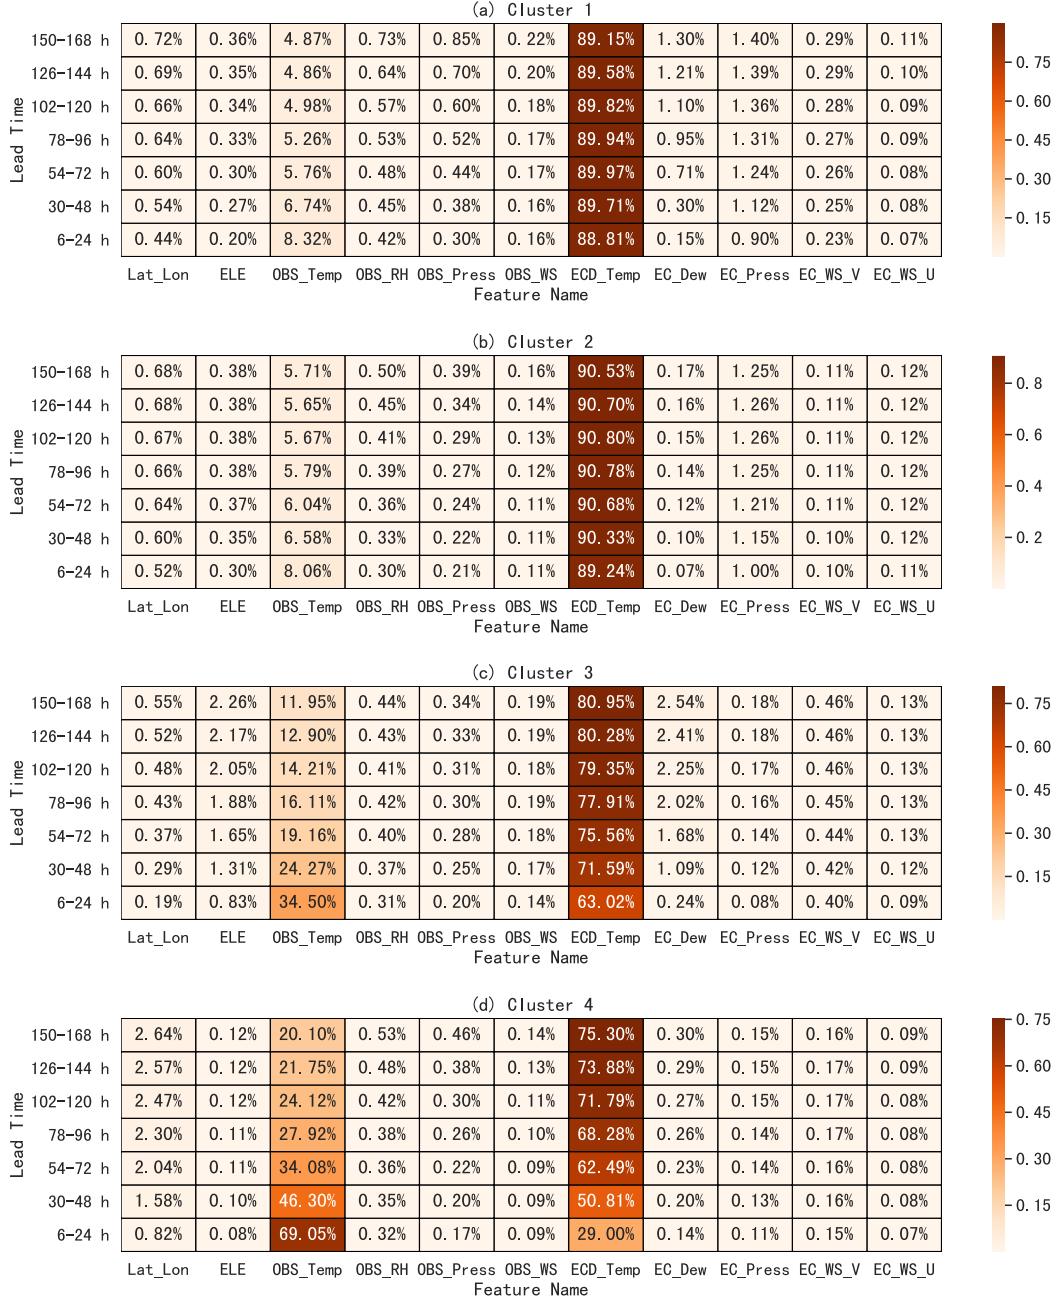 (a) Cluster 1
Lead Time
150-168 h 0.72% 0.36% 4.87% 0.73% 0.85% 0.22% 89.15% 1.30% 1.40% 0.29% 0.11%
126-144 h 0.69% 0.35% 4.86% 0.64% 0.70% 0.20% 89.58% 1.21% 1.39% 0.29% 0.10%
102-120 h 0.66% 0.34% 4.98% 0.57% 0.60% 0.18% 89.82% 1.10% 1.36% 0.28% 0.09%
78-96 h 0.64% 0.33% 5.26% 0.53% 0.52% 0.17% 89.94% 0.95% 1.31% 0.27% 0.09%
54-72 h 0.60% 0.30% 5.76% 0.48% 0.44% 0.17% 89.97% 0.71% 1.24% 0.26% 0.08%
30-48 h 0.54% 0.27% 6.74% 0.45% 0.38% 0.16% 89.71% 0.30% 1.12% 0.25% 0.08%
6-24 h 0.44% 0.20% 8.32% 0.42% 0.30% 0.16% 88.81% 0.15% 0.90% 0.23% 0.07%
Lat_Lon ELE OBS_Temp OBS_RH OBS_Press OBS_WS ECD_Temp EC_Dew EC_Press EC_WS_V EC_WS_U
Feature Name
0.75
0.60
0.45
0.30
0.15
(b) Cluster 2
Lead Time
150-168 h 0.68% 0.38% 5.71% 0.50% 0.39% 0.16% 90.53% 0.17% 1.25% 0.11% 0.12%
126-144 h 0.68% 0.38% 5.65% 0.45% 0.34% 0.14% 90.70% 0.16% 1.26% 0.11% 0.12%
102-120 h 0.67% 0.38% 5.67% 0.41% 0.29% 0.13% 90.80% 0.15% 1.26% 0.11% 0.12%
78-96 h 0.66% 0.38% 5.79% 0.39% 0.27% 0.12% 90.78% 0.14% 1.25% 0.11% 0.12%
54-72 h 0.64% 0.37% 6.04% 0.36% 0.24% 0.11% 90.68% 0.12% 1.21% 0.11% 0.12%
30-48 h 0.60% 0.35% 6.58% 0.33% 0.22% 0.11% 90.33% 0.10% 1.15% 0.10% 0.12%
6-24 h 0.52% 0.30% 8.06% 0.30% 0.21% 0.11% 89.24% 0.07% 1.00% 0.10% 0.11%
Lat_Lon ELE OBS_Temp OBS_RH OBS_Press OBS_WS ECD_Temp EC_Dew EC_Press EC_WS_V EC_WS_U
Feature Name
0.8
0.6
0.4
0.2
(c) Cluster 3
Lead Time
150-168 h 0.55% 2.26% 11.95% 0.44% 0.34% 0.19% 80.95% 2.54% 0.18% 0.46% 0.13%
126-144 h 0.52% 2.17% 12.90% 0.43% 0.33% 0.19% 80.28% 2.41% 0.18% 0.46% 0.13%
102-120 h 0.48% 2.05% 14.21% 0.41% 0.31% 0.18% 79.35% 2.25% 0.17% 0.46% 0.13%
78-96 h 0.43% 1.88% 16.11% 0.42% 0.30% 0.19% 77.91% 2.02% 0.16% 0.45% 0.13%
54-72 h 0.37% 1.65% 19.16% 0.40% 0.28% 0.18% 75.56% 1.68% 0.14% 0.44% 0.13%
30-48 h 0.29% 1.31% 24.27% 0.37% 0.25% 0.17% 71.59% 1.09% 0.12% 0.42% 0.12%
6-24 h 0.19% 0.83% 34.50% 0.31% 0.20% 0.14% 63.02% 0.24% 0.08% 0.40% 0.09%
Lat_Lon ELE OBS_Temp OBS_RH OBS_Press OBS_WS ECD_Temp EC_Dew EC_Press EC_WS_V EC_WS_U
Feature Name
0.75
0.60
0.45
0.30
0.15
(d) Cluster 4
Lead Time
150-168 h 2.64% 0.12% 20.10% 0.53% 0.46% 0.14% 75.30% 0.30% 0.15% 0.16% 0.09%
126-144 h 2.57% 0.12% 21.75% 0.48% 0.38% 0.13% 73.88% 0.29% 0.15% 0.17% 0.09%
102-120 h 2.47% 0.12% 24.12% 0.42% 0.30% 0.11% 71.79% 0.27% 0.15% 0.17% 0.08%
78-96 h 2.30% 0.11% 27.92% 0.38% 0.26% 0.10% 68.28% 0.26% 0.14% 0.17% 0.08%
54-72 h 2.04% 0.11% 34.08% 0.36% 0.22% 0.09% 62.49% 0.23% 0.14% 0.16% 0.08%
30-48 h 1.58% 0.10% 46.30% 0.35% 0.20% 0.09% 50.81% 0.20% 0.13% 0.16% 0.08%
6-24 h 0.82% 0.08% 69.05% 0.32% 0.17% 0.09% 29.00% 0.14% 0.11% 0.15% 0.07%
Lat_Lon ELE OBS_Temp OBS_RH OBS_Press OBS_WS ECD_Temp EC_Dew EC_Press EC_WS_V EC_WS_U
Feature Name
0.75
0.60
0.45
0.30
0.15